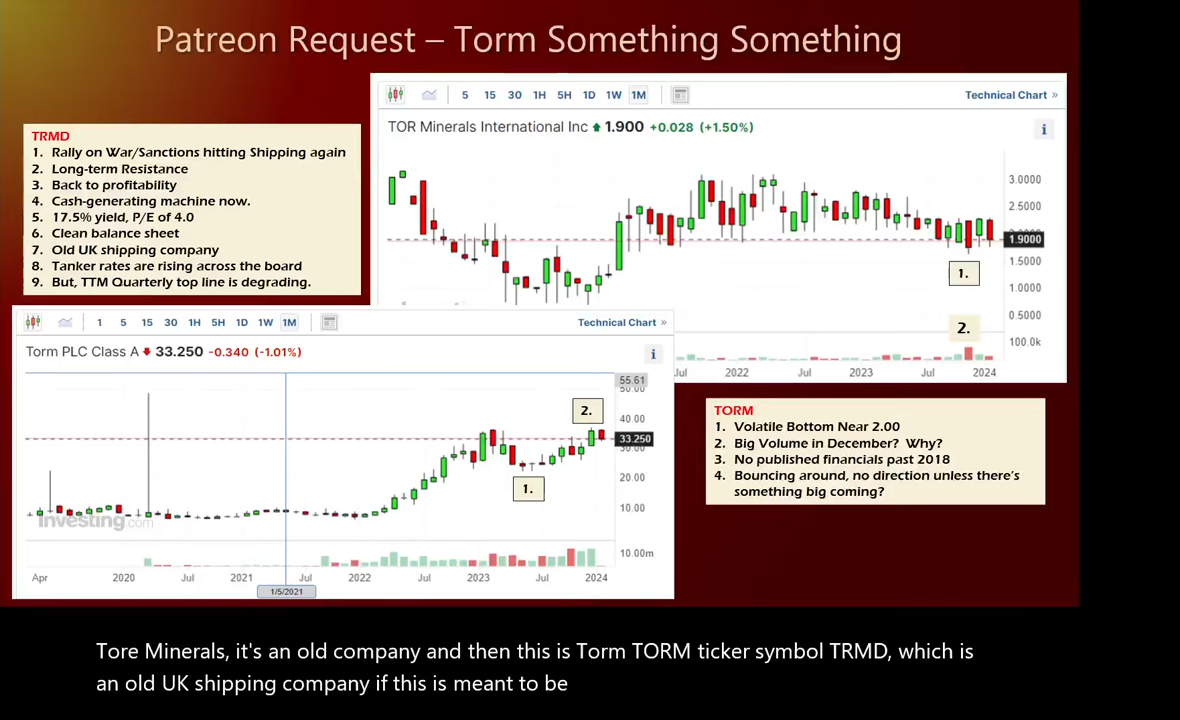 Patreon Request – Torm Something Something
TRMD
1. Rally on War/Sanctions hitting Shipping again
2. Long-term Resistance
3. Back to profitability
4. Cash-generating machine now.
5. 17.5% yield, P/E of 4.0
6. Clean balance sheet
7. Old UK shipping company
8. Tanker rates are rising across the board
9. But, TTM Quarterly top line is degrading.
5 15 30 1H 5H 1D 1W 1M
Technical Chart »
TOR Minerals International Inc 1.900 +0.028 (+1.50%)
i
3.0000
2.5000
1.9000
1.5000
1.0000
0.5000
100.0k
1.
2.
Jul 2022 Jul 2023 Jul 2024
1 5 15 30 1H 5H 1D 1W 1M
Technical Chart »
Torm PLC Class A 33.250 -0.340 (-1.01%)
i
55.61
50.00
40.00
33.250
30.00
20.00
10.00
10.00m
2.
1.
Investing.com
Apr 2020 Jul 2021 Jul 2022 Jul 2023 Jul 2024
1/5/2021
TORM
1. Volatile Bottom Near 2.00
2. Big Volume in December? Why?
3. No published financials past 2018
4. Bouncing around, no direction unless there's
something big coming?
Tore Minerals, it's an old company and then this is Torm TORM ticker symbol TRMD, which is
an old UK shipping company if this is meant to be